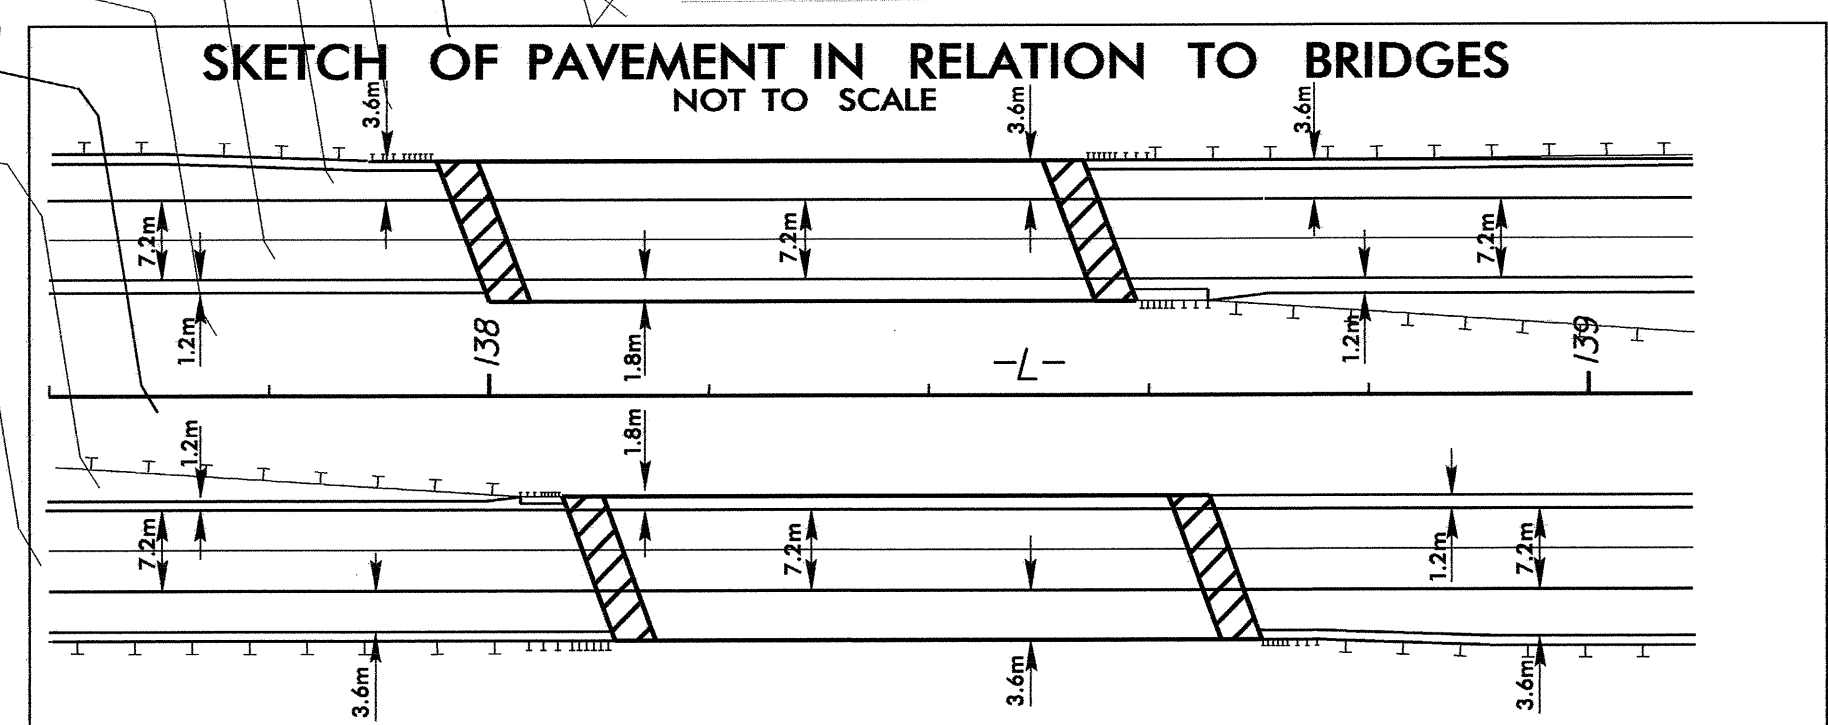 SKETCH OF PAVEMENT IN RELATION TO BRIDGES
NOT TO SCALE
3.6m
3.6m
3.6m
7.2m
7.2m
7.2m
1.2m
138
1.8m
-L-
1.2m
139
1.2m
1.8m
7.2m
7.2m
1.2m
7.2m
3.6m
3.6m
3.6m